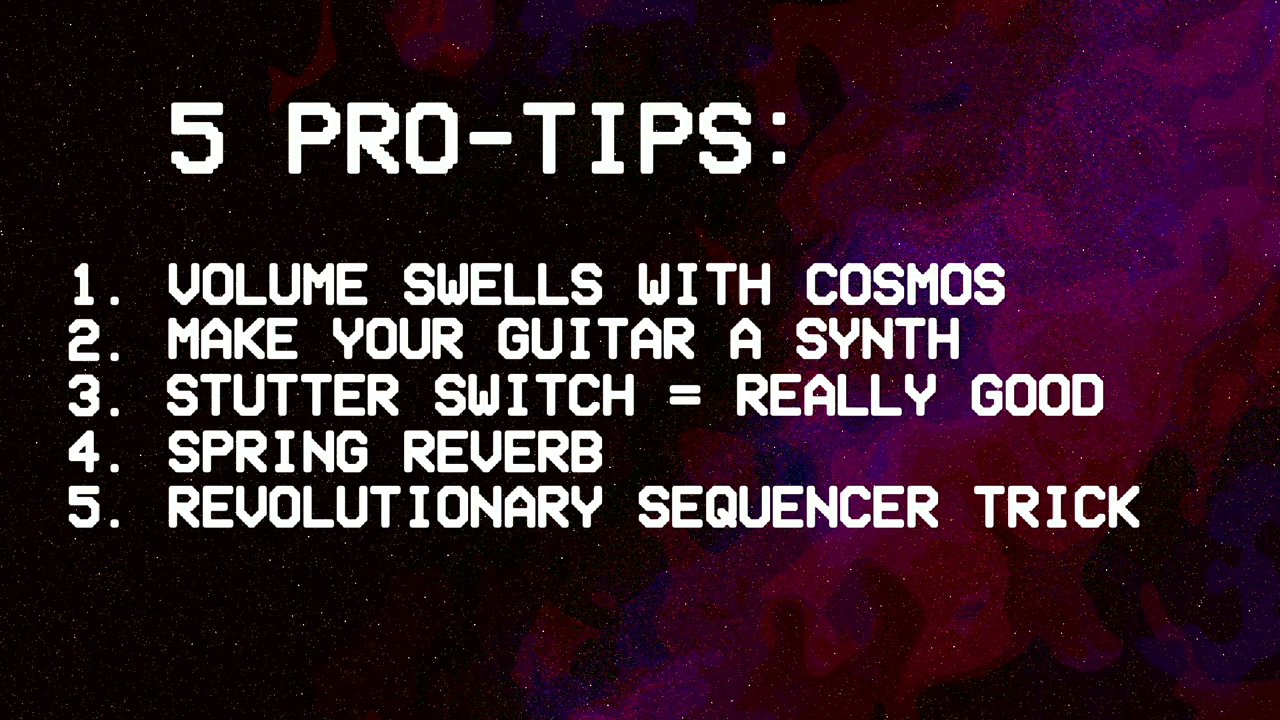 5 PRO-TIPS:
1. VOLUME SWELLS WITH COSMOS
2. MAKE YOUR GUITAR A SYNTH
3. STUTTER SWITCH = REALLY GOOD
4. SPRING REVERB
5. REVOLUTIONARY SEQUENCER TRICK